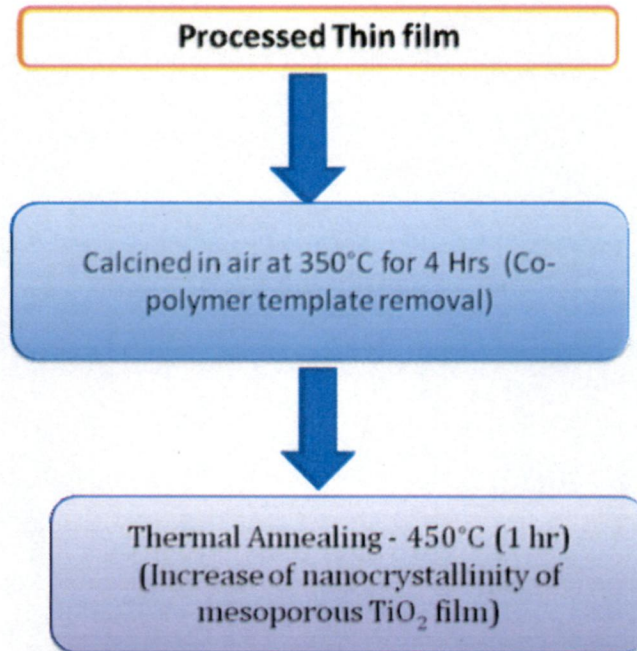 Processed Thin film
Calcined in air at 350°C for 4 Hrs (Co-
polymer template removal)
Thermal Annealing - 450°C (1 hr)
(Increase of nanocrystallinity of
mesoporous TiO₂ film)